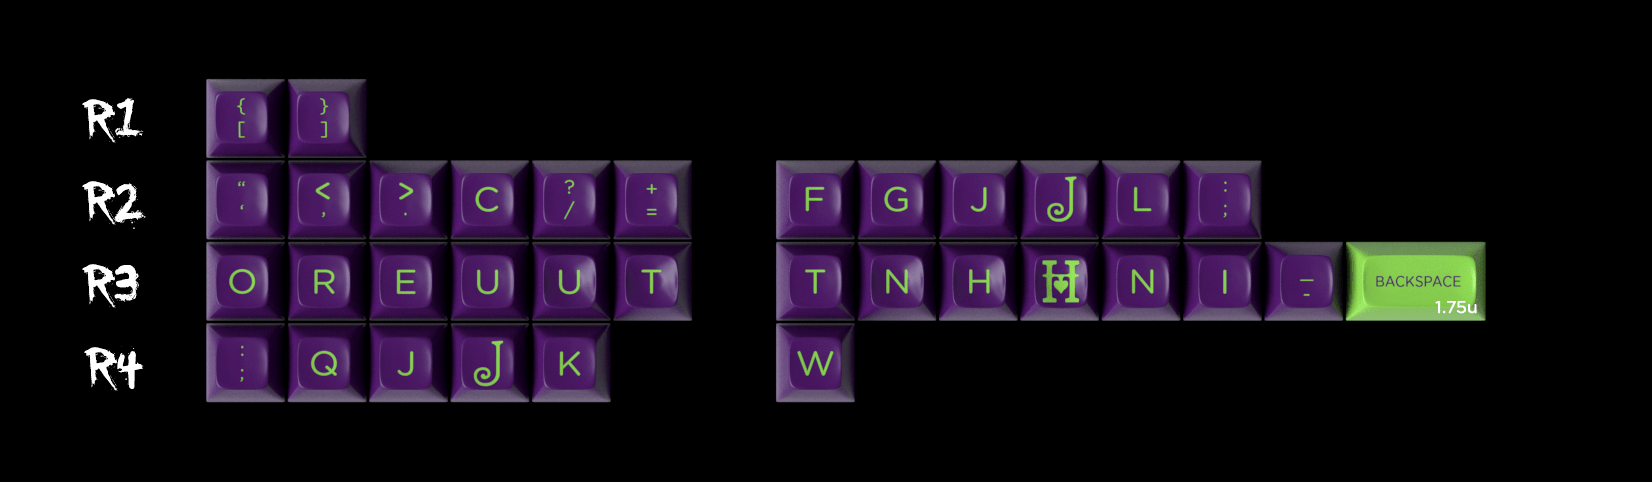 R1 { [ } ]
R2 “ ‘ < , > . C ? / + = F G J J L : ;
R3 O R E U U T T N H H N I _ - BACKSPACE 1.75u
R4 : ; Q J J K W